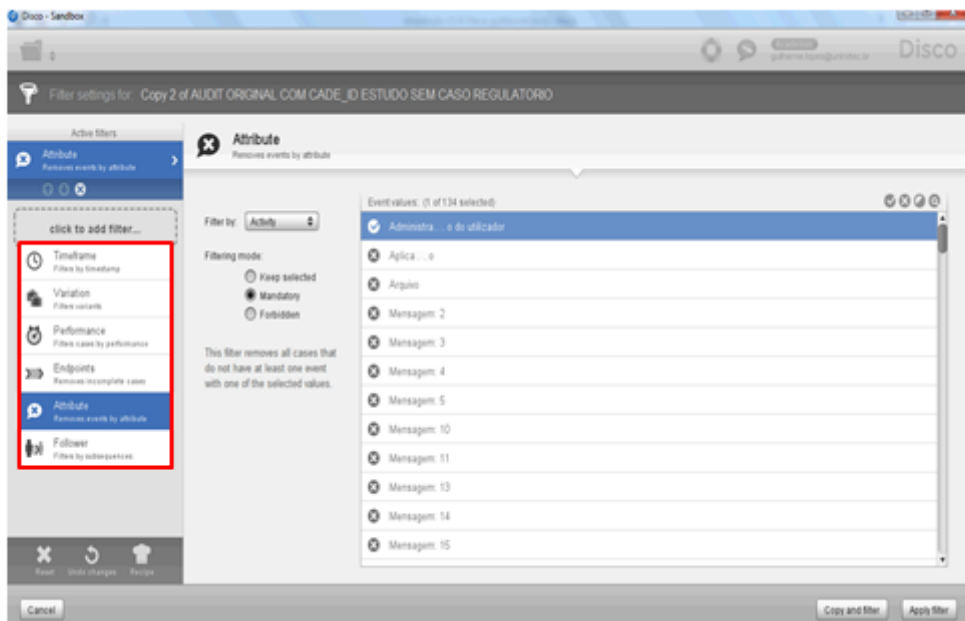 Disco - Sandbox
Disco
Filter settings for: Copy 2 of AUDIT ORIGINAL COM CADE_ID ESTUDO SEM CASO REGULATORIO
Active filters
Attribute
Removes events by attribute
click to add filter...
Timeframe
Filters by timestamp
Variation
Filters variants
Performance
Filters cases by performance
Endpoints
Removes incomplete cases
Attribute
Removes events by attribute
Follower
Filters by subsequences
Reset
Undo changes
Recipe
Attribute
Removes events by attribute
Filter by: Activity
Filtering mode:
Keep selected
Mandatory
Forbidden
This filter removes all cases that
do not have at least one event
with one of the selected values.
Event values: (1 of 134 selected)
Administra. . . o do utilizador
Aplica . . . o
Arquivo
Mensagem: 2
Mensagem: 3
Mensagem: 4
Mensagem: 5
Mensagem: 10
Mensagem: 11
Mensagem: 13
Mensagem: 14
Mensagem: 15
Cancel
Copy and filter
Apply filter